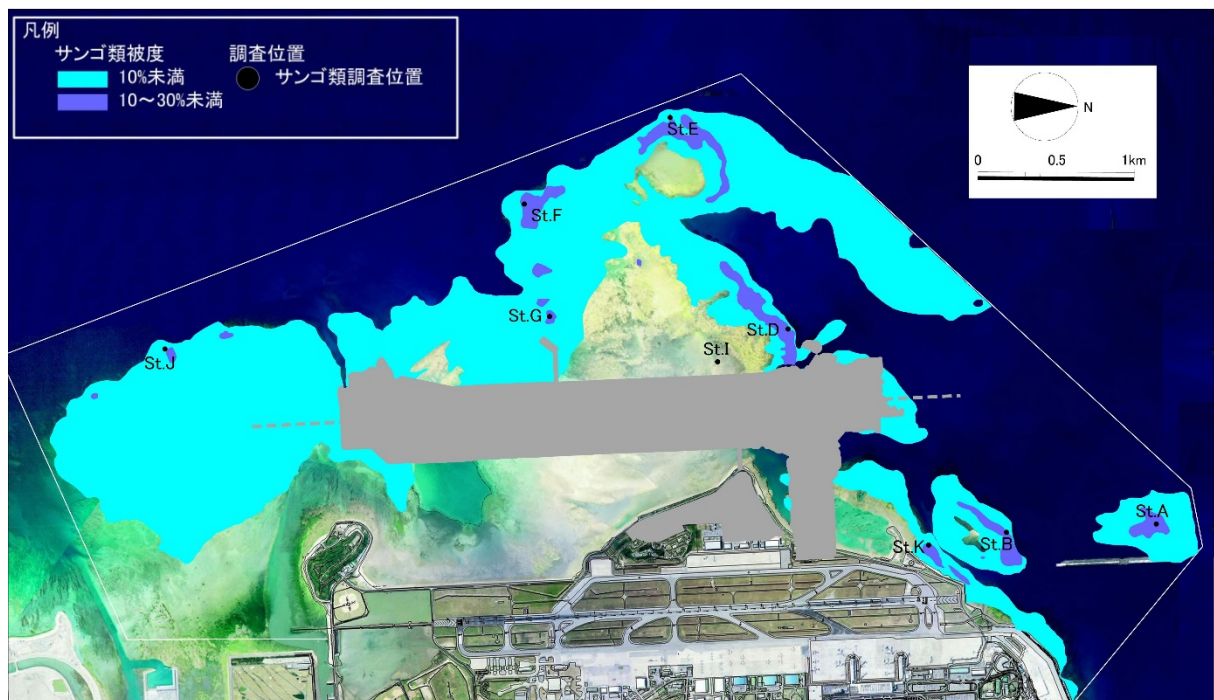 凡例
サンゴ類被度 調査位置
10%未満 サンゴ類調査位置
10～30%未満
N
0 0.5 1km
St.E
St.F
St.G
St.D
St.J
St.I
St.A
St.B
St.K